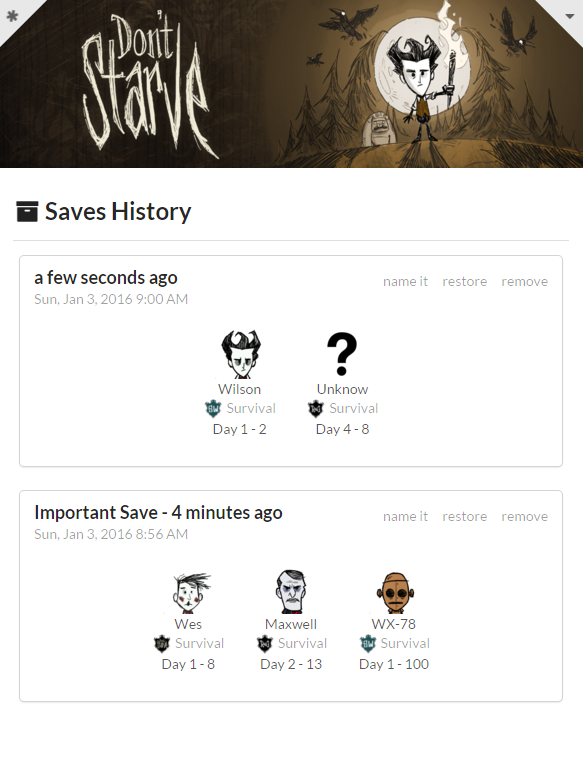 Don't
Starve
Saves History
a few seconds ago
name it restore remove
Sun, Jan 3, 2016 9:00 AM
Wilson Unknow
Survival Survival
Day 1 - 2 Day 4 - 8
Important Save - 4 minutes ago
name it restore remove
Sun, Jan 3, 2016 8:56 AM
Wes Maxwell WX-78
Survival Survival Survival
Day 1 - 8 Day 2 - 13 Day 1 - 100